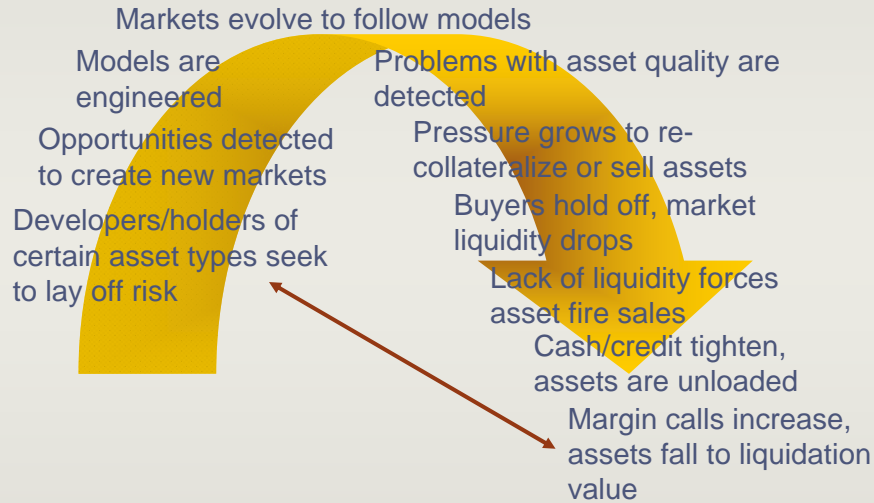 Markets evolve to follow models
Models are
engineered
Problems with asset quality are
detected
Opportunities detected
to create new markets
Pressure grows to re-
collateralize or sell assets
Developers/holders of
certain asset types seek
to lay off risk
Buyers hold off, market
liquidity drops
Lack of liquidity forces
asset fire sales
Cash/credit tighten,
assets are unloaded
Margin calls increase,
assets fall to liquidation
value